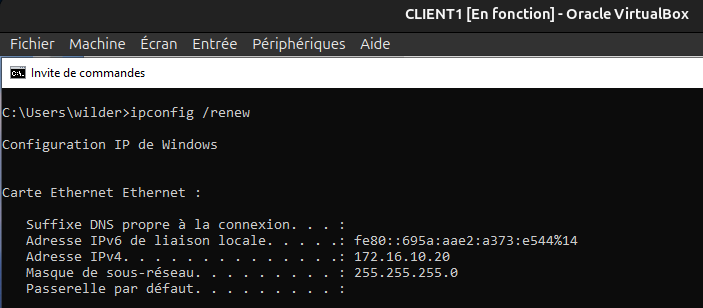 CLIENT1 [En fonction] - Oracle VirtualBox
Fichier Machine Écran Entrée Périphériques Aide
Invite de commandes
C:\Users\wilder>ipconfig /renew
Configuration IP de Windows
Carte Ethernet Ethernet :
Suffixe DNS propre à la connexion. . . :
Adresse IPv6 de liaison locale. . . . .: fe80::695a:aae2:a373:e544%14
Adresse IPv4. . . . . . . . . . . . . .: 172.16.10.20
Masque de sous-réseau. . . . . . . . . : 255.255.255.0
Passerelle par défaut. . . . . . . . . :